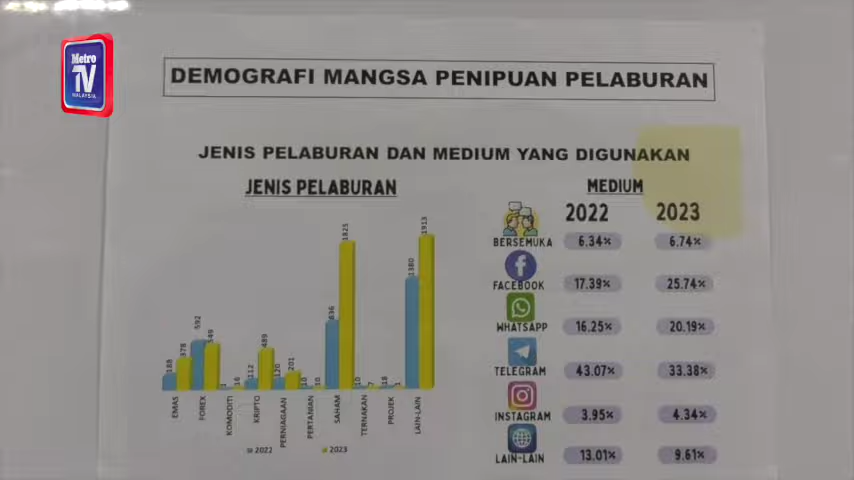 Metro
TV
MALAYSIA
DEMOGRAFI MANGSA PENIPUAN PELABURAN
JENIS PELABURAN DAN MEDIUM YANG DIGUNAKAN
JENIS PELABURAN
188
378
592
549
1
16
112
489
120
201
10
10
636
1825
10
7
18
1
1380
1913
EMAS
FOREX
KOMODITI
KRIPTO
PERNIAGAAN
PERTANIAN
SAHAM
TERNAKAN
PROJEK
LAIN-LAIN
2022 2023
MEDIUM
2022 2023
BERSEMUKA 6.34% 6.74%
FACEBOOK 17.39% 25.74%
WHATSAPP 16.25% 20.19%
TELEGRAM 43.07% 33.38%
INSTAGRAM 3.95% 4.34%
LAIN-LAIN 13.01% 9.61%